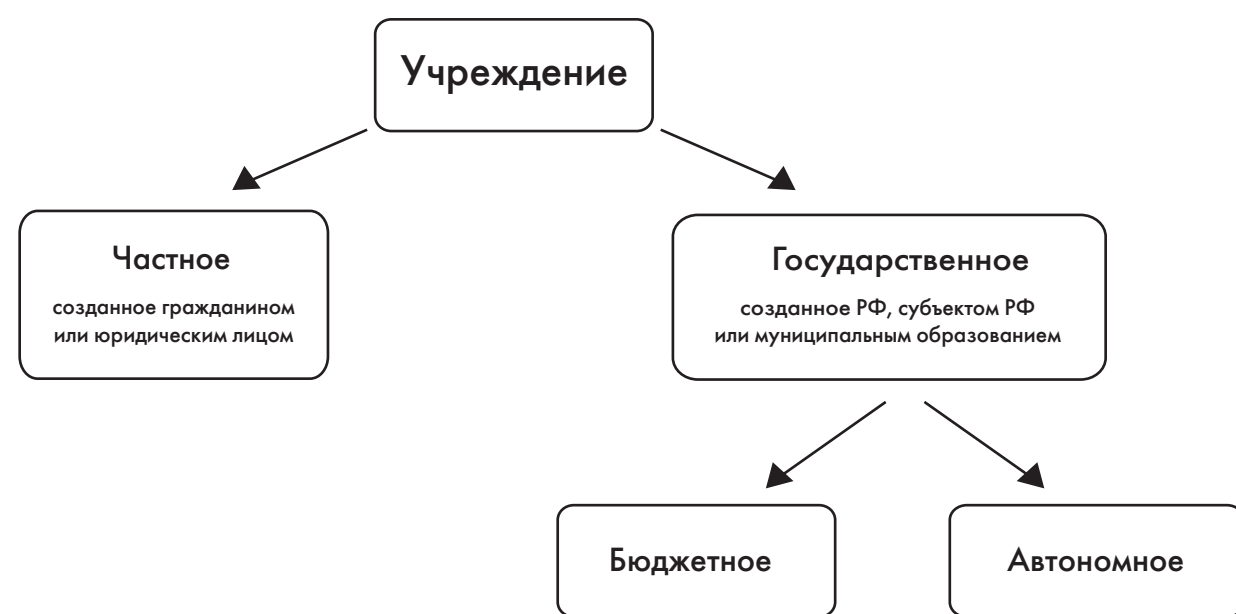 Учреждение
Частное
созданное гражданином
или юридическим лицом
Государственное
созданное РФ, субъектом РФ
или муниципальным образованием
Бюджетное
Автономное